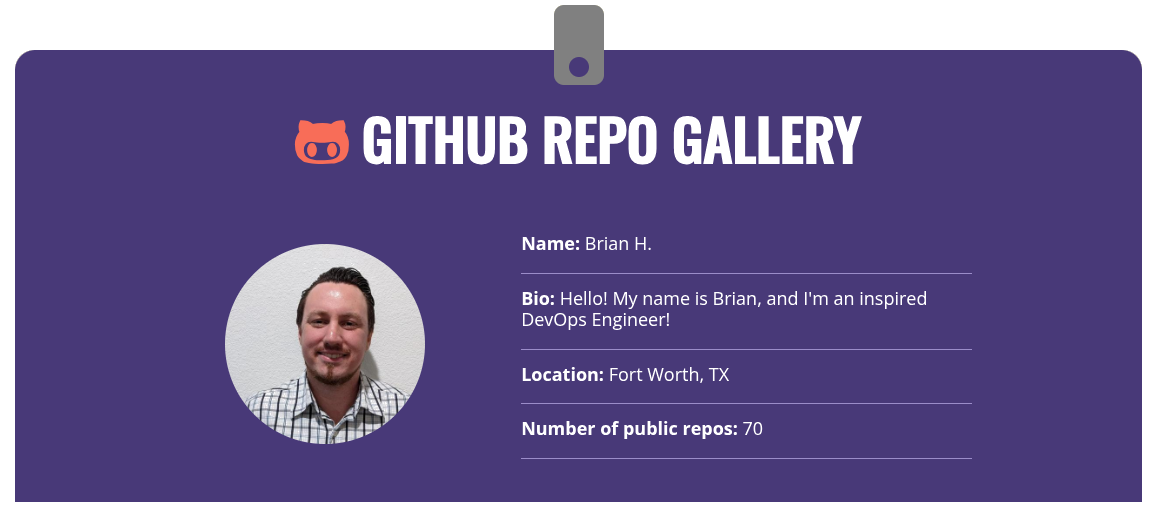 GITHUB REPO GALLERY
Name: Brian H.
Bio: Hello! My name is Brian, and I'm an inspired
DevOps Engineer!
Location: Fort Worth, TX
Number of public repos: 70